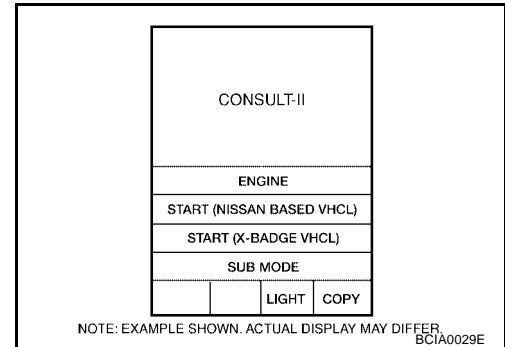 CONSULT-II
ENGINE
START (NISSAN BASED VHCL)
START (X-BADGE VHCL)
SUB MODE
LIGHT COPY
NOTE: EXAMPLE SHOWN. ACTUAL DISPLAY MAY DIFFER.
BCIA0029E